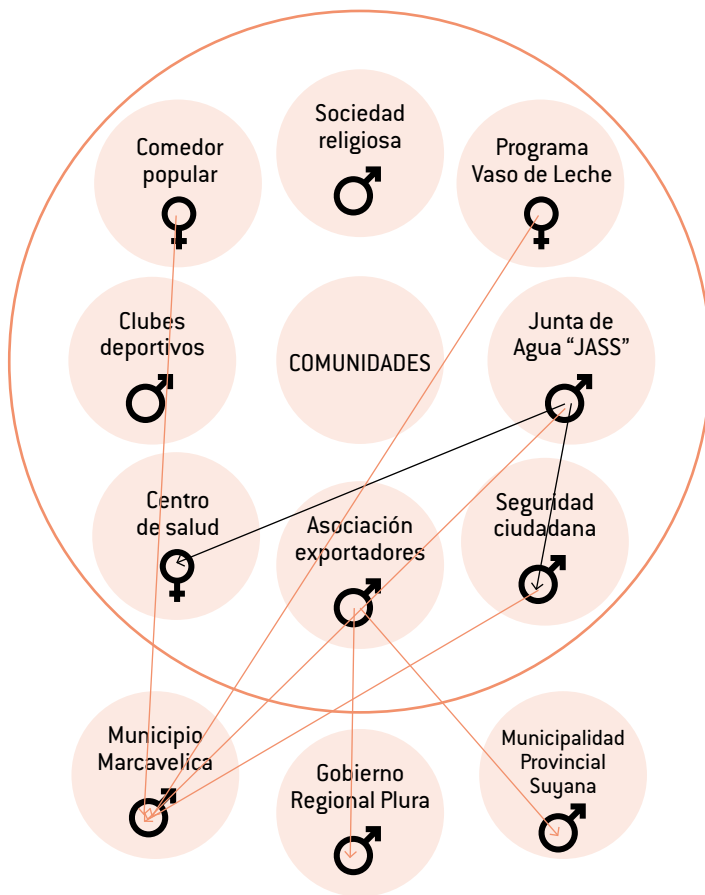 Sociedad
religiosa
Comedor
popular
Programa
Vaso de Leche
Clubes
deportivos
COMUNIDADES
Junta de
Agua “JASS”
Centro
de salud
Asociación
exportadores
Seguridad
ciudadana
Municipio
Marcavelica
Gobierno
Regional Plura
Municipalidad
Provincial
Suyana